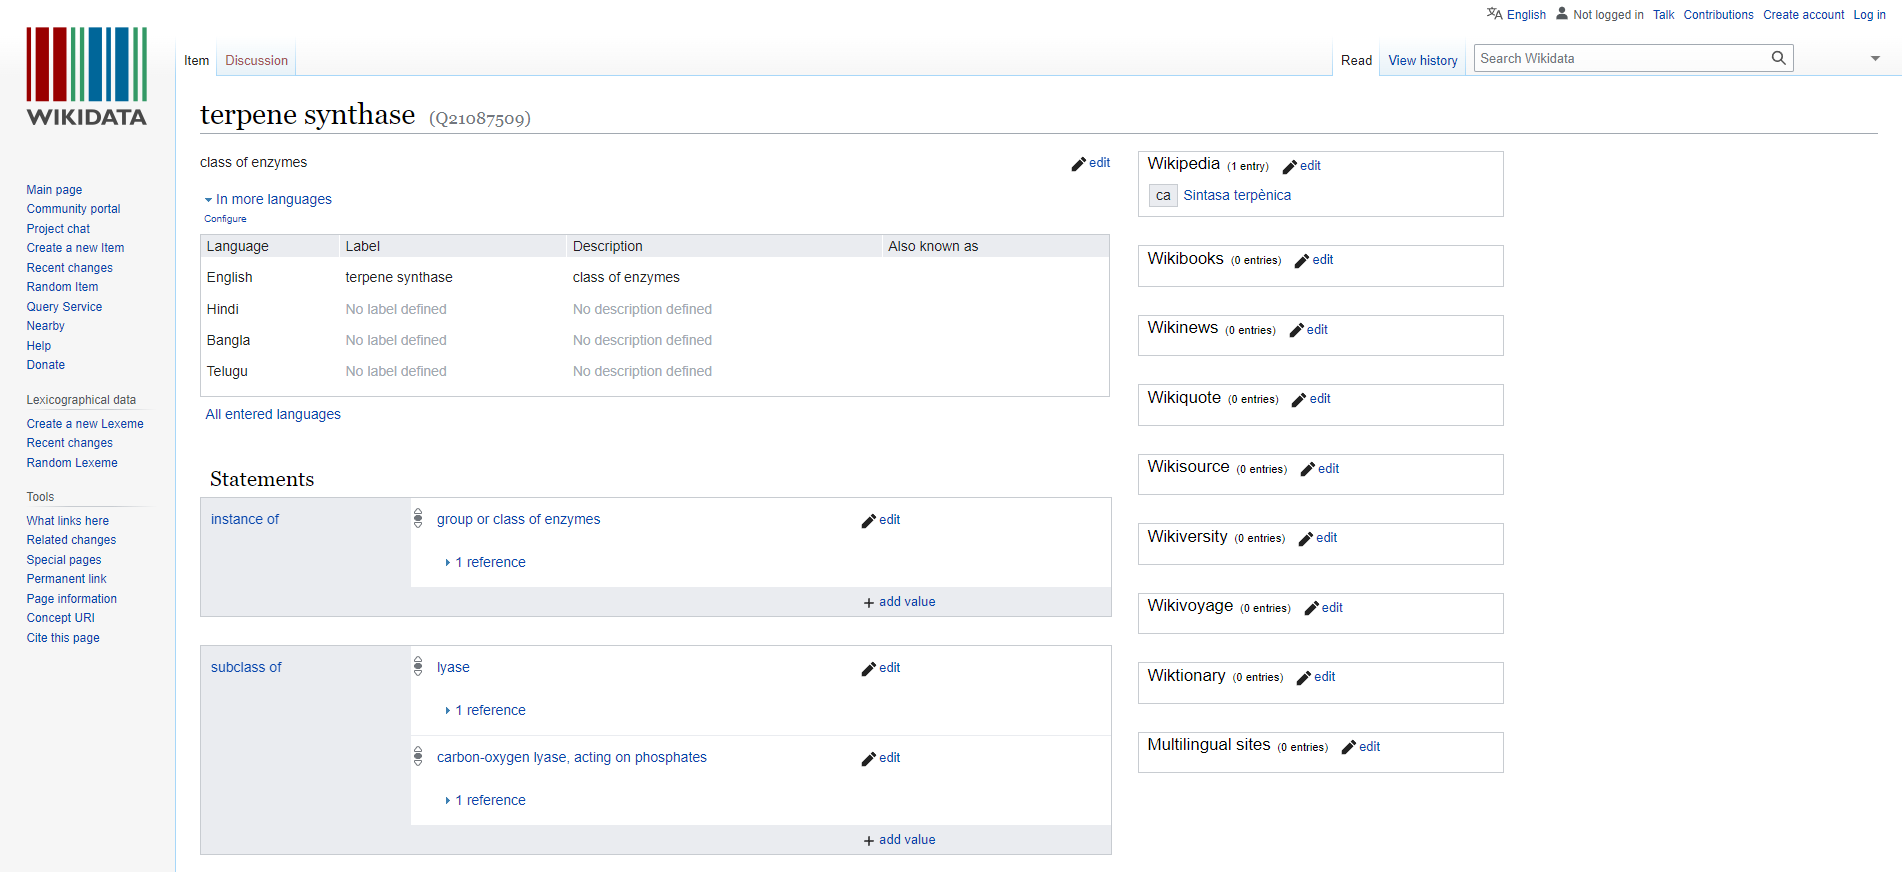 English Not logged in Talk Contributions Create account Log in
WIKIDATA
Item Discussion
Read View history Search Wikidata
Main page
Community portal
Project chat
Create a new Item
Recent changes
Random Item
Query Service
Nearby
Help
Donate
Lexicographical data
Create a new Lexeme
Recent changes
Random Lexeme
Tools
What links here
Related changes
Special pages
Permanent link
Page information
Concept URI
Cite this page
terpene synthase (Q21087509)
class of enzymes edit
In more languages
Configure
Language Label Description Also known as
English terpene synthase class of enzymes
Hindi No label defined No description defined
Bangla No label defined No description defined
Telugu No label defined No description defined
All entered languages
Statements
instance of group or class of enzymes edit
1 reference
+ add value
subclass of lyase edit
1 reference
carbon-oxygen lyase, acting on phosphates edit
1 reference
+ add value
Wikipedia (1 entry) edit
ca Sintasa terpènica
Wikibooks (0 entries) edit
Wikinews (0 entries) edit
Wikiquote (0 entries) edit
Wikisource (0 entries) edit
Wikiversity (0 entries) edit
Wikivoyage (0 entries) edit
Wiktionary (0 entries) edit
Multilingual sites (0 entries) edit